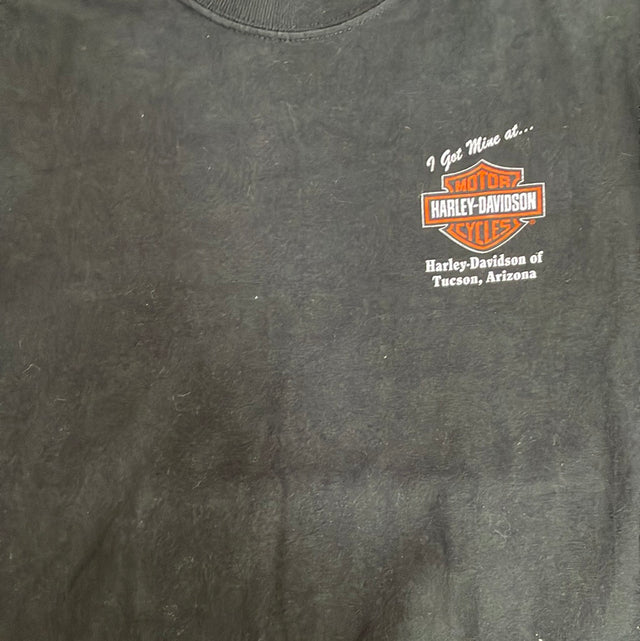 I Got Mine at...
MOTOR
HARLEY-DAVIDSON
CYCLES
Harley-Davidson of
Tucson, Arizona